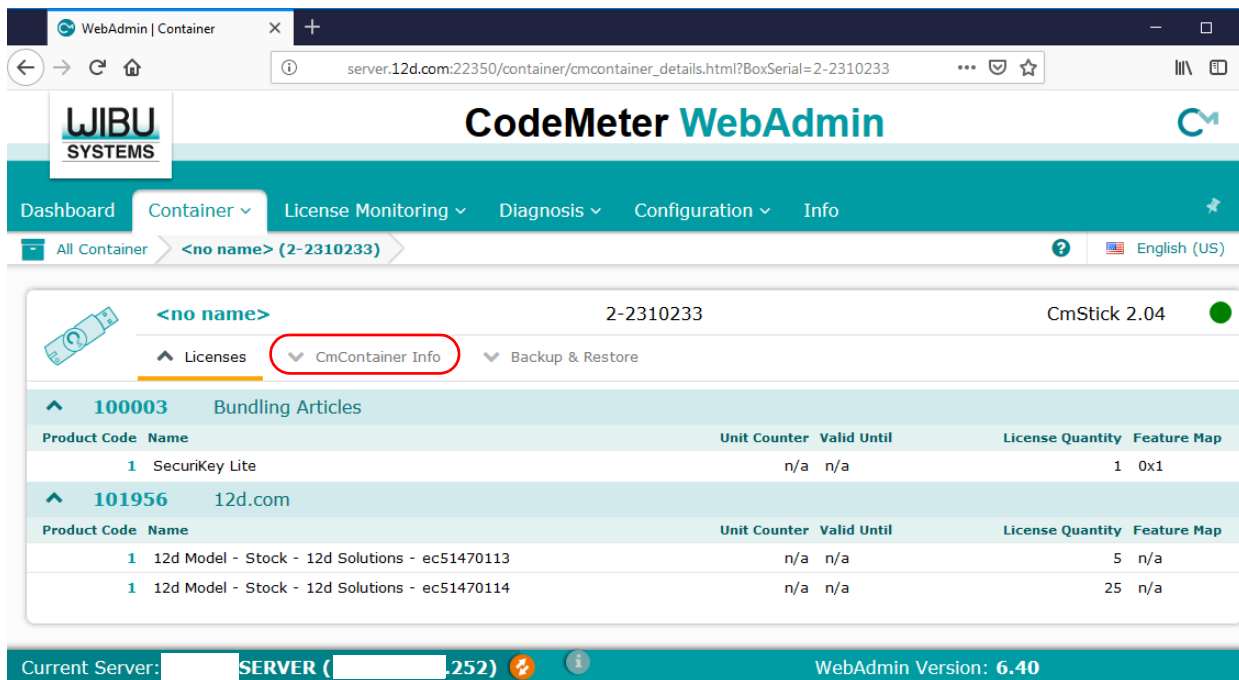 WebAdmin | Container
server.12d.com:22350/container/cmcontainer_details.html?BoxSerial=2-2310233
WIBU
SYSTEMS
CodeMeter WebAdmin
Dashboard Container License Monitoring Diagnosis Configuration Info
All Container <no name> (2-2310233) English (US)
<no name> 2-2310233 CmStick 2.04
Licenses CmContainer Info Backup & Restore
100003 Bundling Articles
Product Code Name Unit Counter Valid Until License Quantity Feature Map
1 SecuriKey Lite n/a n/a 1 0x1
101956 12d.com
Product Code Name Unit Counter Valid Until License Quantity Feature Map
1 12d Model - Stock - 12d Solutions - ec51470113 n/a n/a 5 n/a
1 12d Model - Stock - 12d Solutions - ec51470114 n/a n/a 25 n/a
Current Server: SERVER ( .252) WebAdmin Version: 6.40